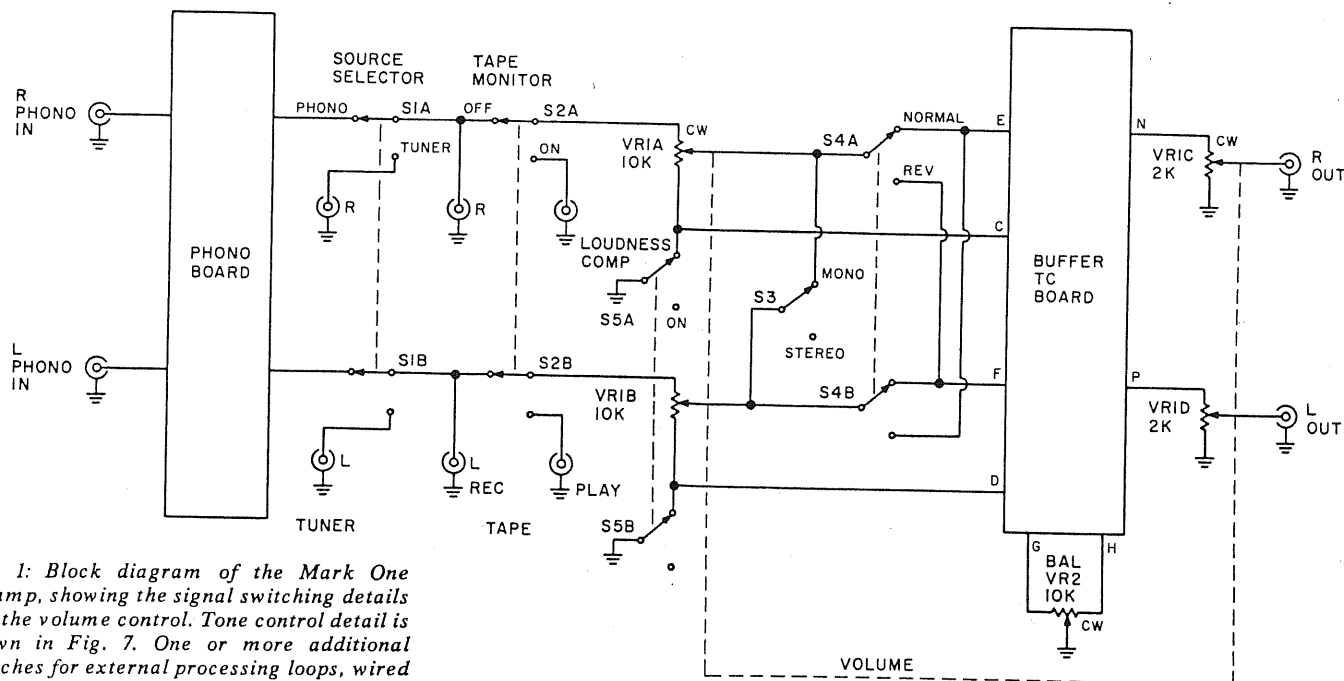 R
PHONO
IN
L
PHONO
IN
PHONO
BOARD
SOURCE
SELECTOR
TAPE
MONITOR
PHONO
S1A
OFF
S2A
TUNER
ON
R
R
CW
VR1A
10K
LOUDNESS
COMP
S5A
ON
S1B
S2B
VR1B
10K
L
L
REC
PLAY
TUNER
TAPE
S5B
S4A
NORMAL
REV
S3
MONO
STEREO
S4B
E
C
F
D
BUFFER
TC
BOARD
N
P
CW
VR1C
2K
R
OUT
VR1D
2K
L
OUT
G
H
BAL
VR2
10K
CW
VOLUME
1: Block diagram of the Mark One
amp, showing the signal switching details
the volume control. Tone control detail is
wn in Fig. 7. One or more additional
ches for external processing loops, wired